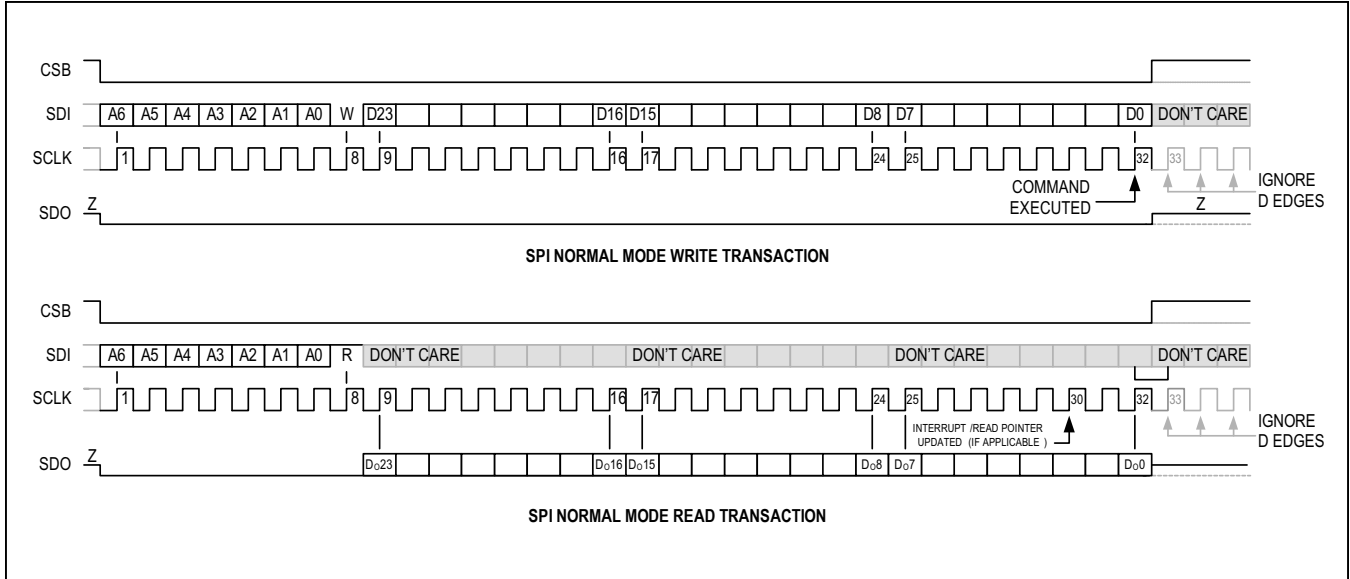 CSB
SDI A6 A5 A4 A3 A2 A1 A0 W D23 D16 D15 D8 D7 D0 DON'T CARE
SCLK 1 8 9 16 17 24 25 32 33
COMMAND
EXECUTED
IGNORE
D EDGES
SDO Z Z
SPI NORMAL MODE WRITE TRANSACTION
CSB
SDI A6 A5 A4 A3 A2 A1 A0 R DON'T CARE DON'T CARE DON'T CARE DON'T CARE
SCLK 1 8 9 16 17 24 25 30 32 33
INTERRUPT /READ POINTER
UPDATED (IF APPLICABLE )
IGNORE
D EDGES
SDO Z Do23 Do16 Do15 Do8 Do7 Do0
SPI NORMAL MODE READ TRANSACTION